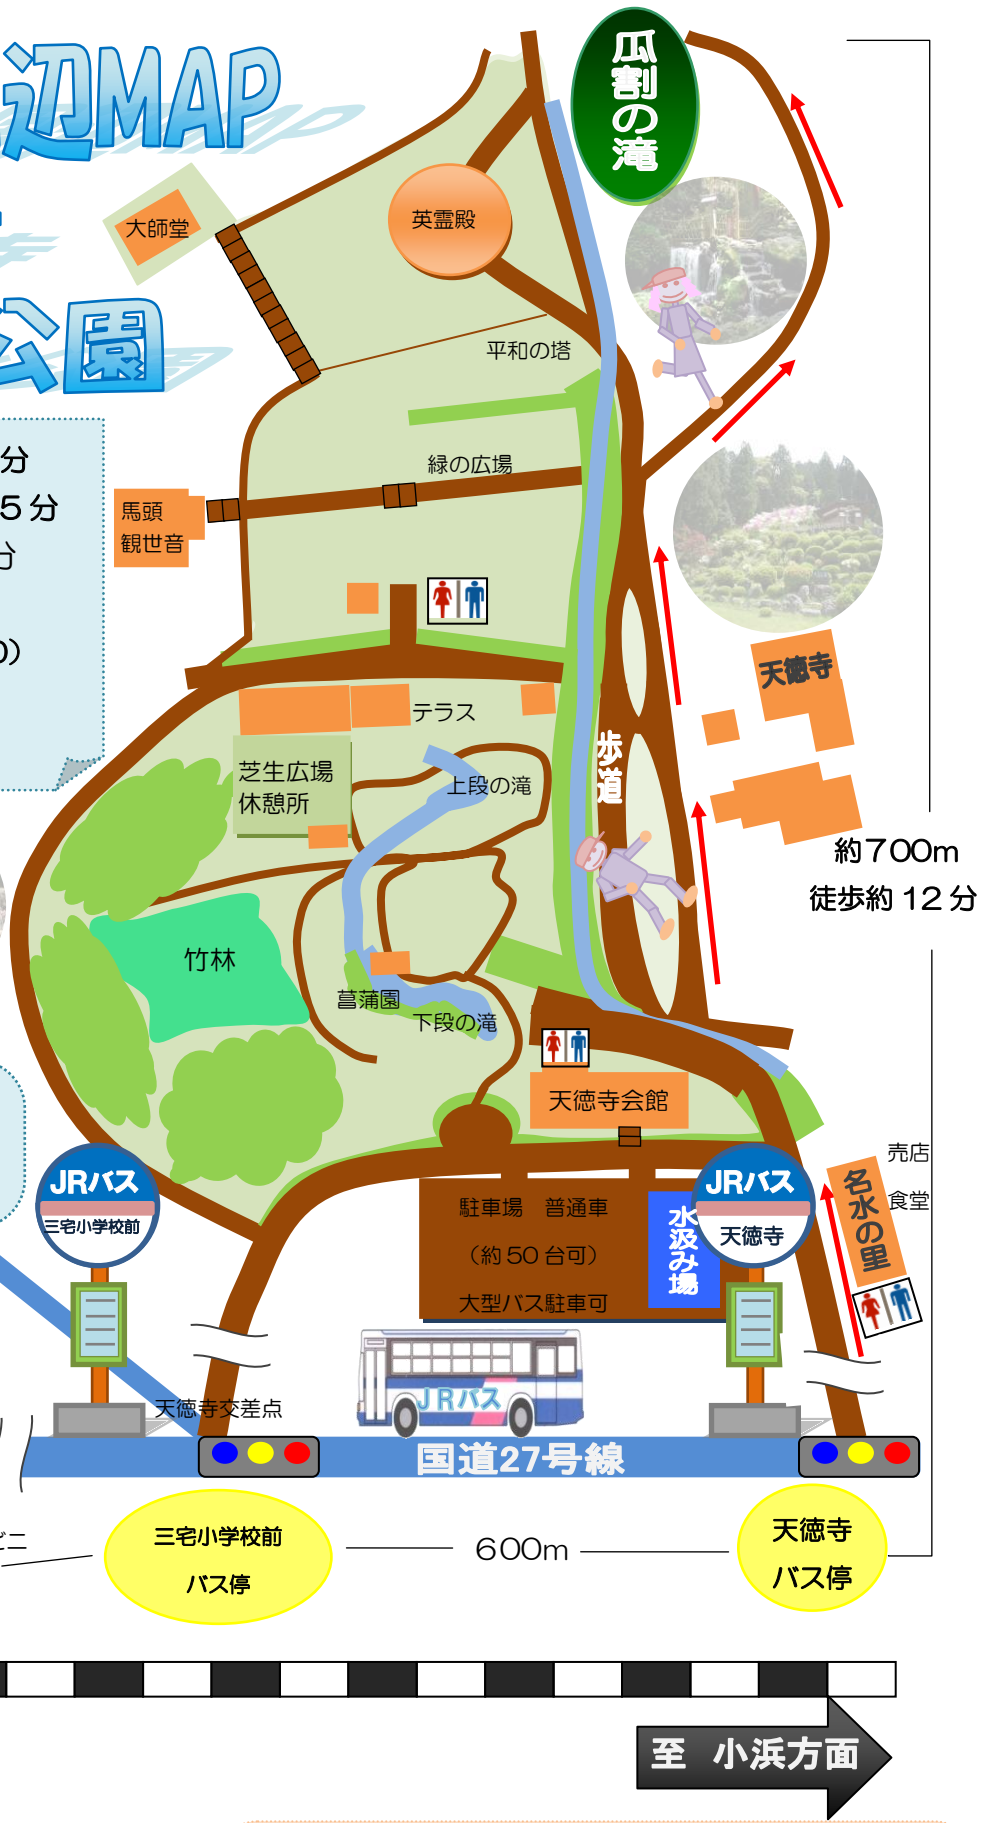 辺MAP
公園
瓜割の滝
大師堂
英霊殿
平和の塔
緑の広場
馬頭
観世音
分
5分
分
0)
天徳寺
テラス
歩道
芝生広場
休憩所
上段の滝
約700m
徒歩約12分
竹林
菖蒲園
下段の滝
天徳寺会館
売店
食堂
名水の里
JRバス
三宅小学校前
駐車場 普通車
(約50台可)
大型バス駐車可
水汲み場
JRバス
天徳寺
JRバス
天徳寺交差点
国道27号線
ビニ
三宅小学校前
バス停
600m
天徳寺
バス停
至 小浜方面